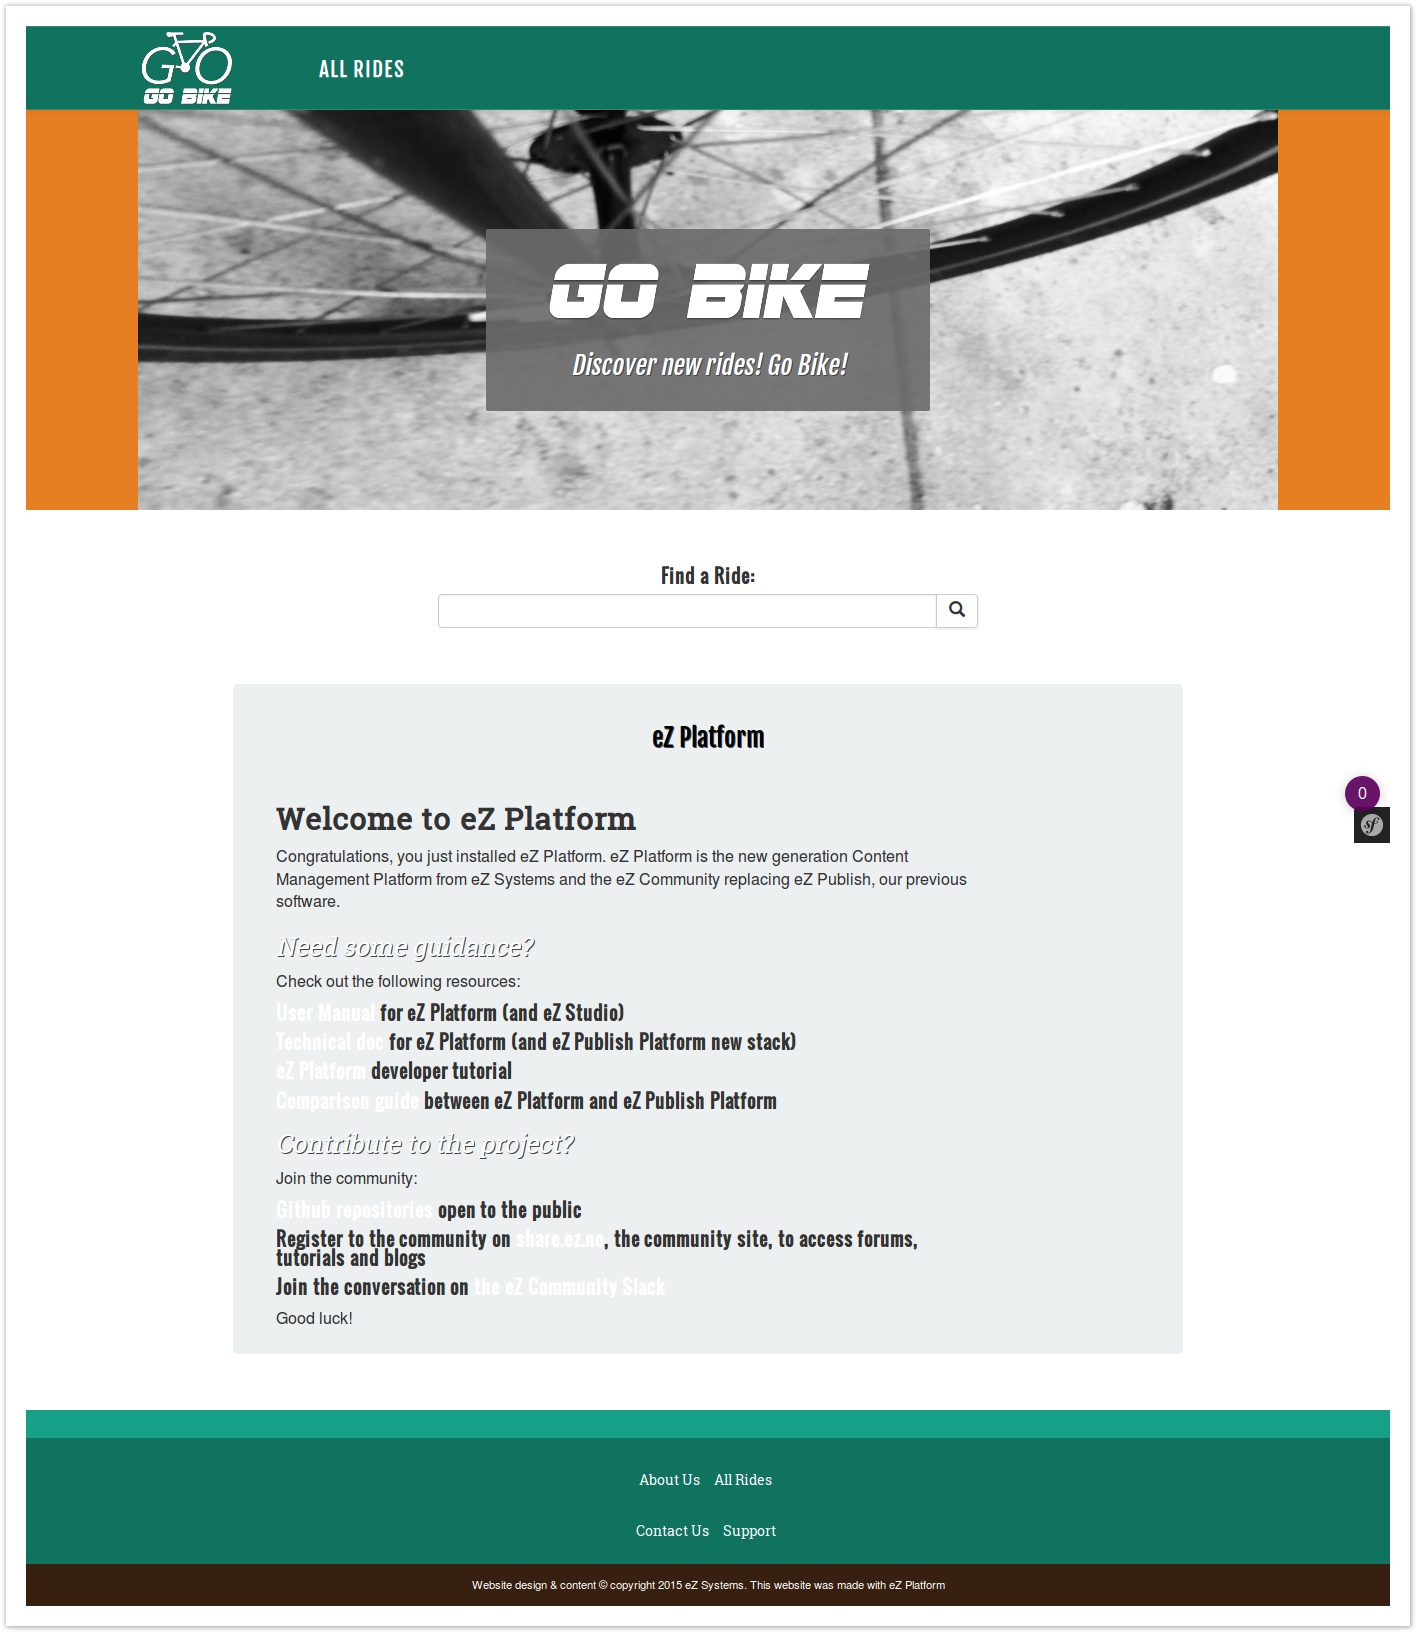 GO
GO BIKE
ALL RIDES
GO BIKE
Discover new rides! Go Bike!
Find a Ride:
eZ Platform
Welcome to eZ Platform
Congratulations, you just installed eZ Platform. eZ Platform is the new generation Content
Management Platform from eZ Systems and the eZ Community replacing eZ Publish, our previous
software.
0
sf
Need some guidance?
Check out the following resources:
User Manual for eZ Platform (and eZ Studio)
Technical doc for eZ Platform (and eZ Publish Platform new stack)
eZ Platform developer tutorial
Comparison guide between eZ Platform and eZ Publish Platform
Contribute to the project?
Join the community:
Github repositories open to the public
Register to the community on share.ez.no, the community site, to access forums,
tutorials and blogs
Join the conversation on the eZ Community Slack
Good luck!
About Us All Rides
Contact Us Support
Website design & content © copyright 2015 eZ Systems. This website was made with eZ Platform